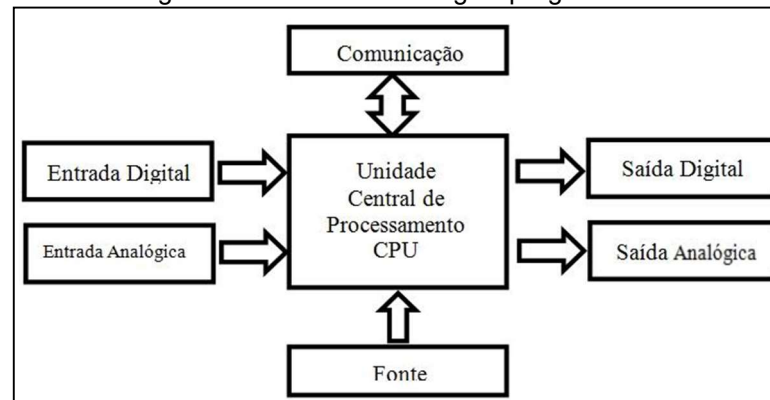 Comunicação
Entrada Digital
Unidade
Central de
Processamento
CPU
Saída Digital
Entrada Analógica
Saída Analógica
Fonte